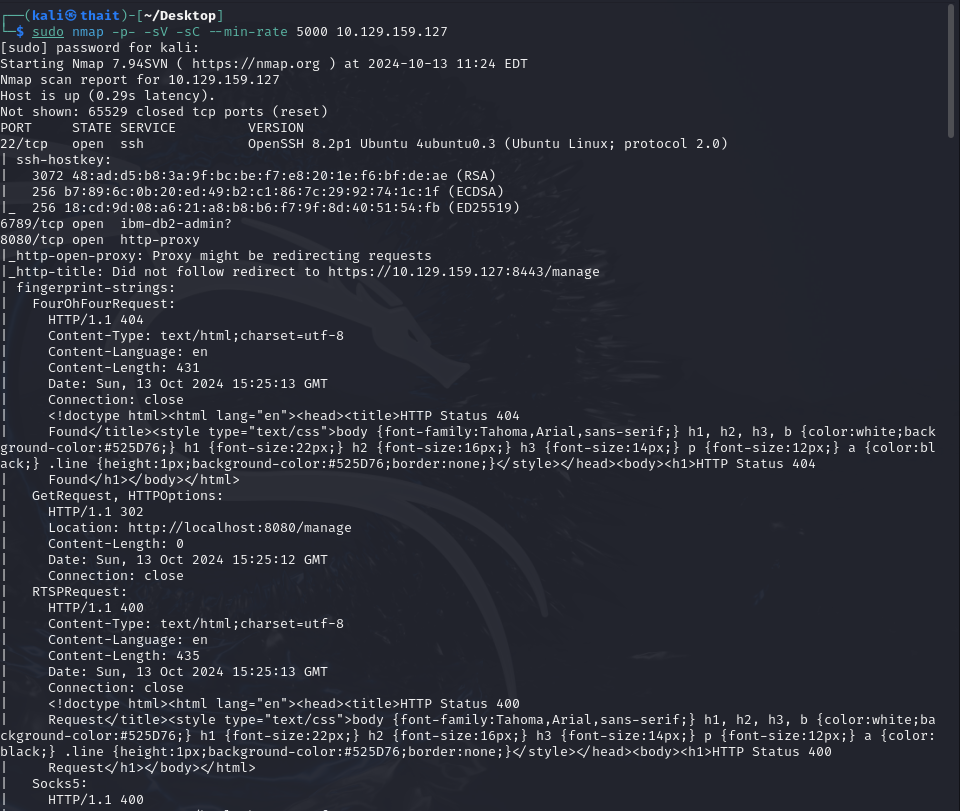 ┌──(kali㉿thait)-[~/Desktop]
└─$ sudo nmap -p- -sV -sC --min-rate 5000 10.129.159.127
[sudo] password for kali:
Starting Nmap 7.94SVN ( https://nmap.org ) at 2024-10-13 11:24 EDT
Nmap scan report for 10.129.159.127
Host is up (0.29s latency).
Not shown: 65529 closed tcp ports (reset)
PORT     STATE SERVICE         VERSION
22/tcp   open  ssh             OpenSSH 8.2p1 Ubuntu 4ubuntu0.3 (Ubuntu Linux; protocol 2.0)
| ssh-hostkey:
|   3072 48:ad:d5:b8:3a:9f:bc:be:f7:e8:20:1e:f6:bf:de:ae (RSA)
|   256 b7:89:6c:0b:20:ed:49:b2:c1:86:7c:29:92:74:1c:1f (ECDSA)
|_  256 18:cd:9d:08:a6:21:a8:b8:b6:f7:9f:8d:40:51:54:fb (ED25519)
6789/tcp open  ibm-db2-admin?
8080/tcp open  http-proxy
|_http-open-proxy: Proxy might be redirecting requests
|_http-title: Did not follow redirect to https://10.129.159.127:8443/manage
| fingerprint-strings:
|   FourOhFourRequest:
|     HTTP/1.1 404
|     Content-Type: text/html;charset=utf-8
|     Content-Language: en
|     Content-Length: 431
|     Date: Sun, 13 Oct 2024 15:25:13 GMT
|     Connection: close
|     <!doctype html><html lang="en"><head><title>HTTP Status 404
|     Found</title><style type="text/css">body {font-family:Tahoma,Arial,sans-serif;} h1, h2, h3, b {color:white;back
ground-color:#525D76;} h1 {font-size:22px;} h2 {font-size:16px;} h3 {font-size:14px;} p {font-size:12px;} a {color:bl
ack;} .line {height:1px;background-color:#525D76;border:none;}</style></head><body><h1>HTTP Status 404
|     Found</h1></body></html>
|   GetRequest, HTTPOptions:
|     HTTP/1.1 302
|     Location: http://localhost:8080/manage
|     Content-Length: 0
|     Date: Sun, 13 Oct 2024 15:25:12 GMT
|     Connection: close
|   RTSPRequest:
|     HTTP/1.1 400
|     Content-Type: text/html;charset=utf-8
|     Content-Language: en
|     Content-Length: 435
|     Date: Sun, 13 Oct 2024 15:25:13 GMT
|     Connection: close
|     <!doctype html><html lang="en"><head><title>HTTP Status 400
|     Request</title><style type="text/css">body {font-family:Tahoma,Arial,sans-serif;} h1, h2, h3, b {color:white;ba
ckground-color:#525D76;} h1 {font-size:22px;} h2 {font-size:16px;} h3 {font-size:14px;} p {font-size:12px;} a {color:
black;} .line {height:1px;background-color:#525D76;border:none;}</style></head><body><h1>HTTP Status 400
|     Request</h1></body></html>
|   Socks5:
|     HTTP/1.1 400